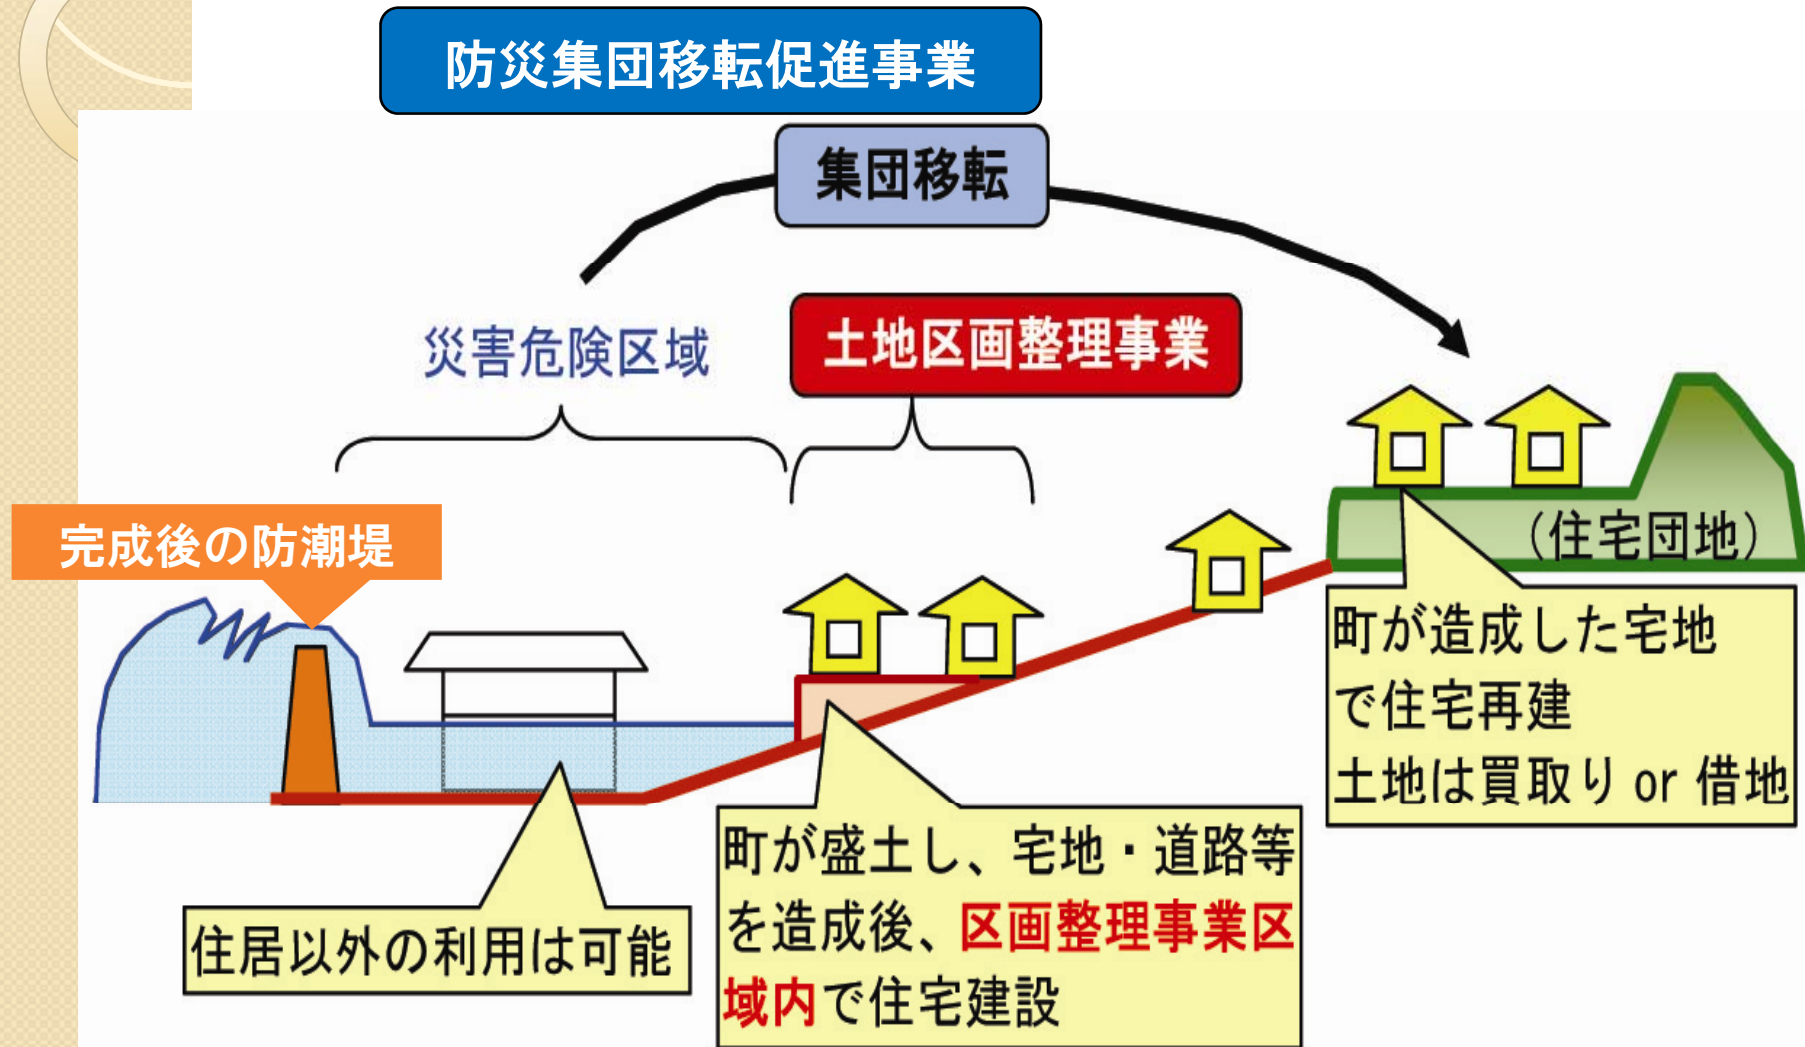 防災集団移転促進事業
集団移転
災害危険区域
土地区画整理事業
完成後の防潮堤
(住宅団地)
町が造成した宅地
で住宅再建
土地は買取り or 借地
町が盛土し、宅地・道路等
を造成後、区画整理事業区
域内で住宅建設
住居以外の利用は可能